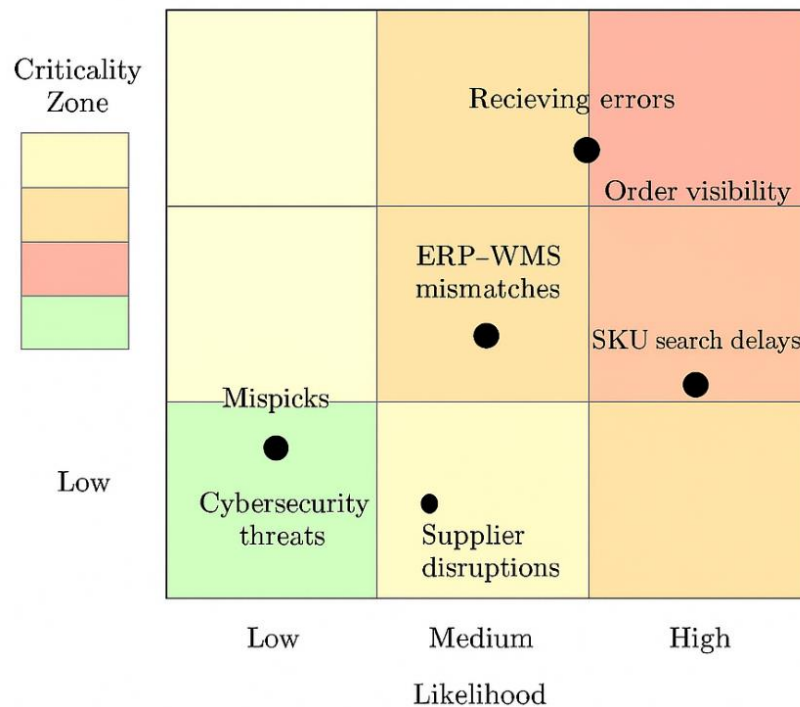 Criticality
Zone
Recieving errors
Order visibility
ERP–WMS
mismatches
SKU search delays
Mispicks
Low
Cybersecurity
threats
Supplier
disruptions
Low
Medium
High
Likelihood